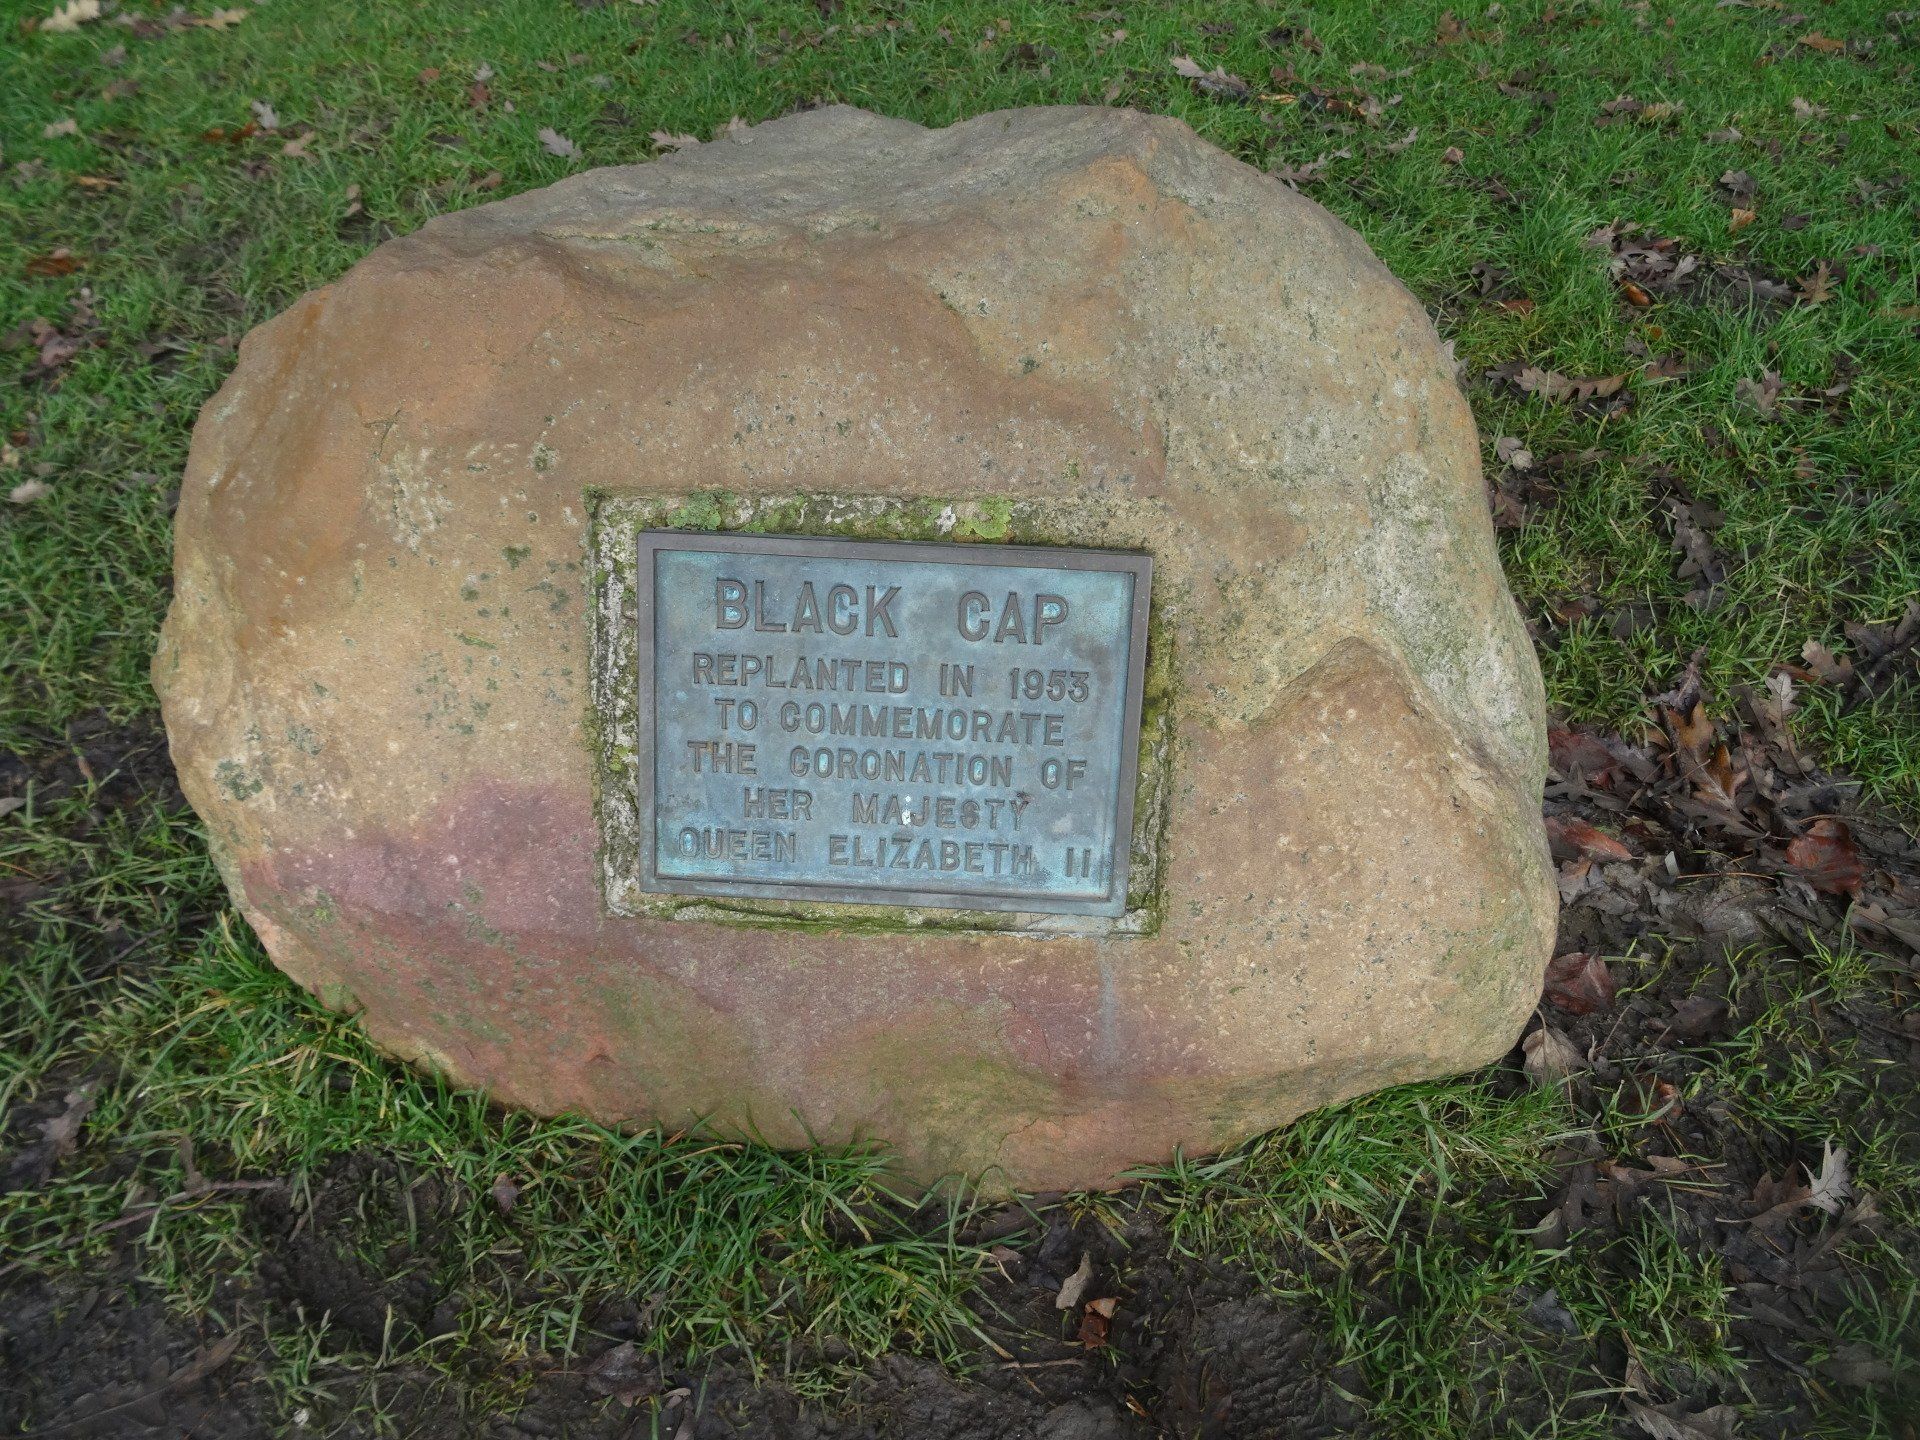 BLACK CAP
REPLANTED IN 1953
TO COMMEMORATE
THE CORONATION OF
HER MAJESTY
QUEEN ELIZABETH II